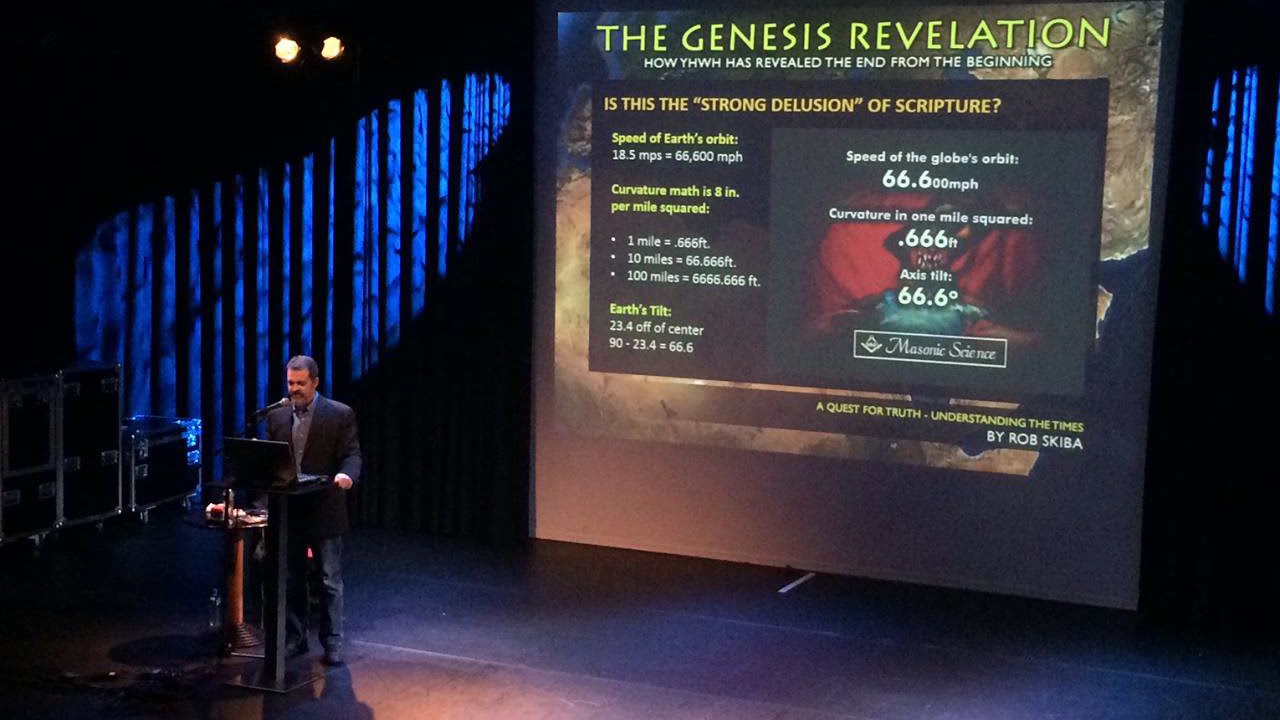 THE GENESIS REVELATION
HOW YHWH HAS REVEALED THE END FROM THE BEGINNING
IS THIS THE “STRONG DELUSION” OF SCRIPTURE?
Speed of Earth’s orbit:
18.5 mps = 66,600 mph
Curvature math is 8 in.
per mile squared:
• 1 mile = .666ft.
• 10 miles = 66.666ft.
• 100 miles = 6666.666 ft.
Earth’s Tilt:
23.4 off of center
90 - 23.4 = 66.6
Speed of the globe's orbit:
66.600mph
Curvature in one mile squared:
.666ft
Axis tilt:
66.6°
Masonic Science
A QUEST FOR TRUTH - UNDERSTANDING THE TIMES
BY ROB SKIBA